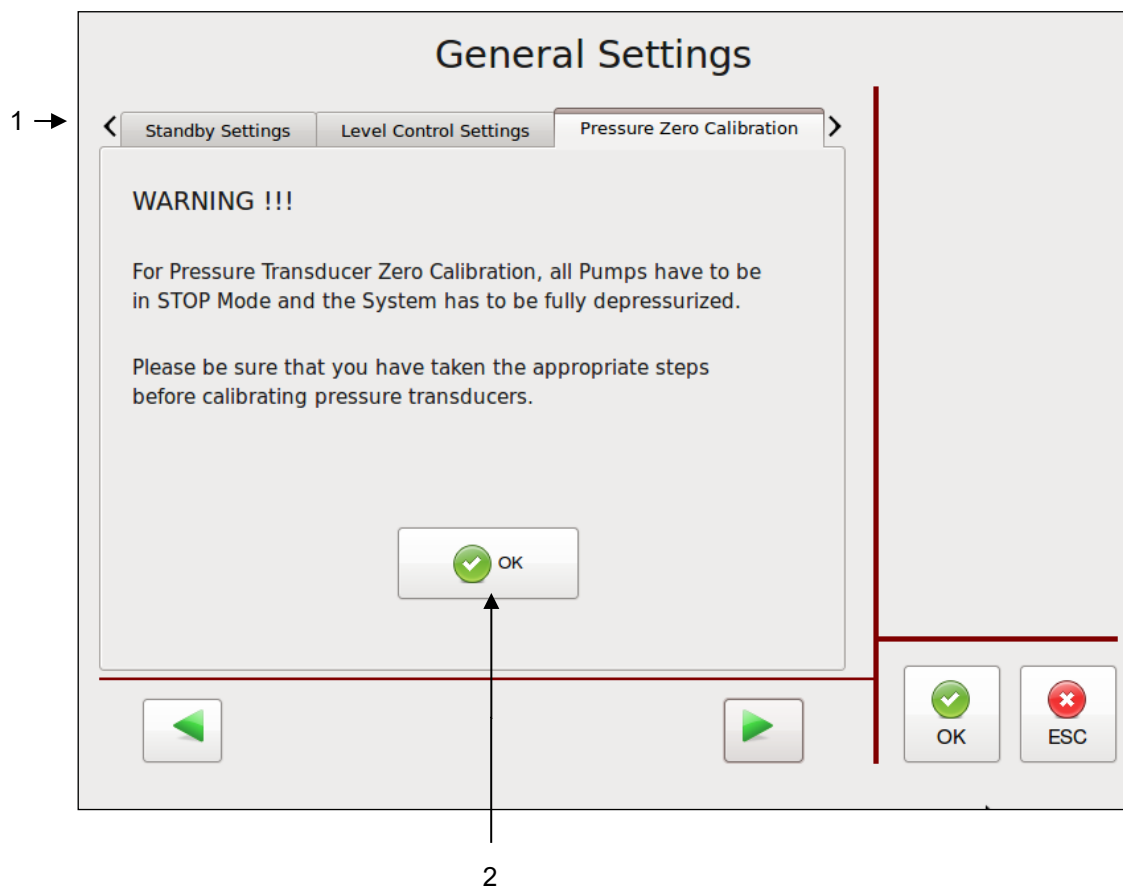 General Settings
1
Standby Settings
Level Control Settings
Pressure Zero Calibration
WARNING !!!
For Pressure Transducer Zero Calibration, all Pumps have to be
in STOP Mode and the System has to be fully depressurized.
Please be sure that you have taken the appropriate steps
before calibrating pressure transducers.
OK
OK
ESC
2